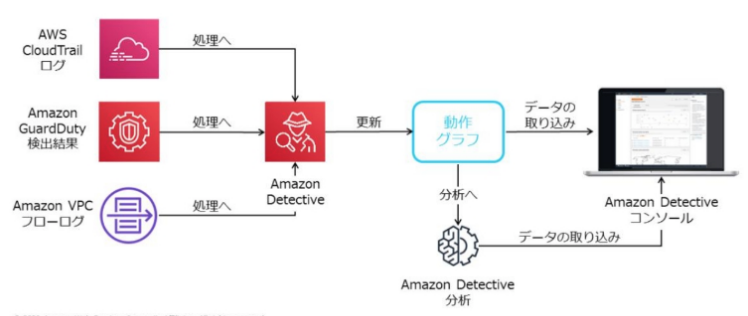 AWS
CloudTrail
ログ
処理へ
Amazon
GuardDuty
検出結果
処理へ
Amazon VPC
フローログ
処理へ
Amazon
Detective
更新
動作
グラフ
データの
取り込み
分析へ
Amazon Detective
分析
データの取り込み
Amazon Detective
コンソール